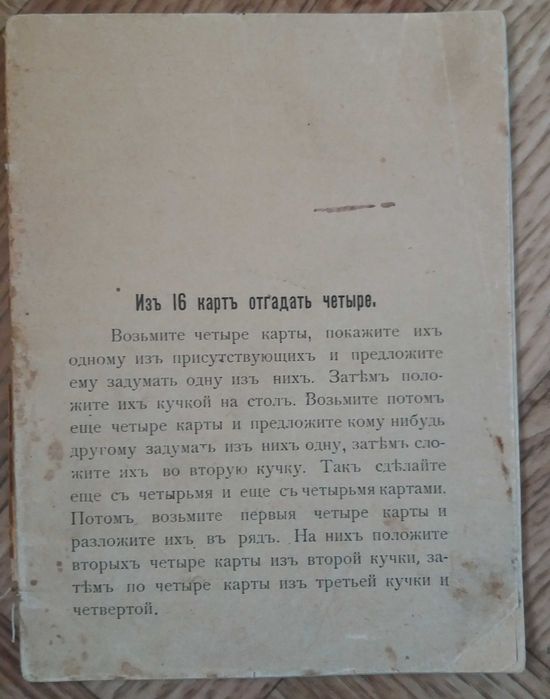 Изъ 16 картъ отгадать четыре.
Возьмите четыре карты, покажите ихъ
одному изъ присутствующихъ и предложите
ему задумать одну изъ нихъ. Затѣмъ поло-
жите ихъ кучкой на столъ. Возьмите потомъ
еще четыре карты и предложите кому нибудь
другому задумать изъ нихъ одну, затѣмъ сло-
жите ихъ во вторую кучку. Такъ сдѣлайте
еще съ четырьмя и еще съ четырьмя картами.
Потомъ возьмите первыя четыре карты и
разложите ихъ въ рядъ. На нихъ положите
вторыхъ четыре карты изъ второй кучки, за-
тѣмъ по четыре карты изъ третьей кучки и
четвертой.